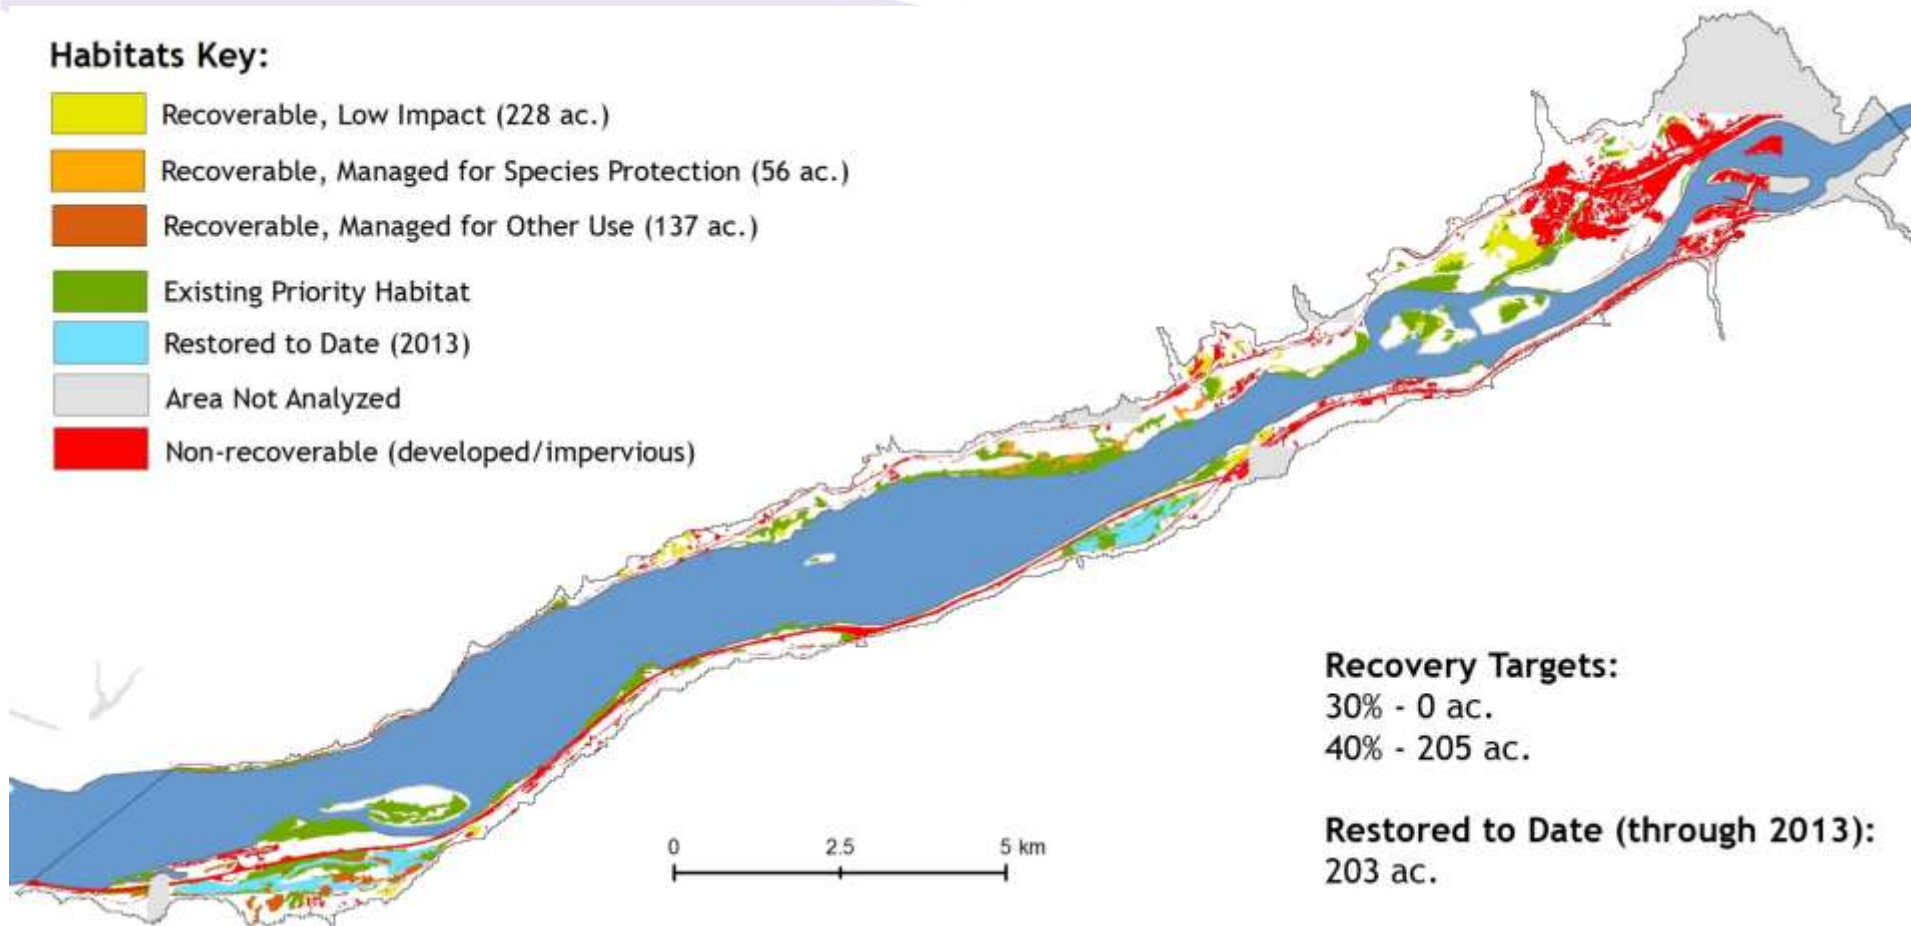 Habitats Key:
Recoverable, Low Impact (228 ac.)
Recoverable, Managed for Species Protection (56 ac.)
Recoverable, Managed for Other Use (137 ac.)
Existing Priority Habitat
Restored to Date (2013)
Area Not Analyzed
Non-recoverable (developed/impervious)
Recovery Targets:
30% - 0 ac.
40% - 205 ac.
Restored to Date (through 2013):
203 ac.
0 2.5 5 km